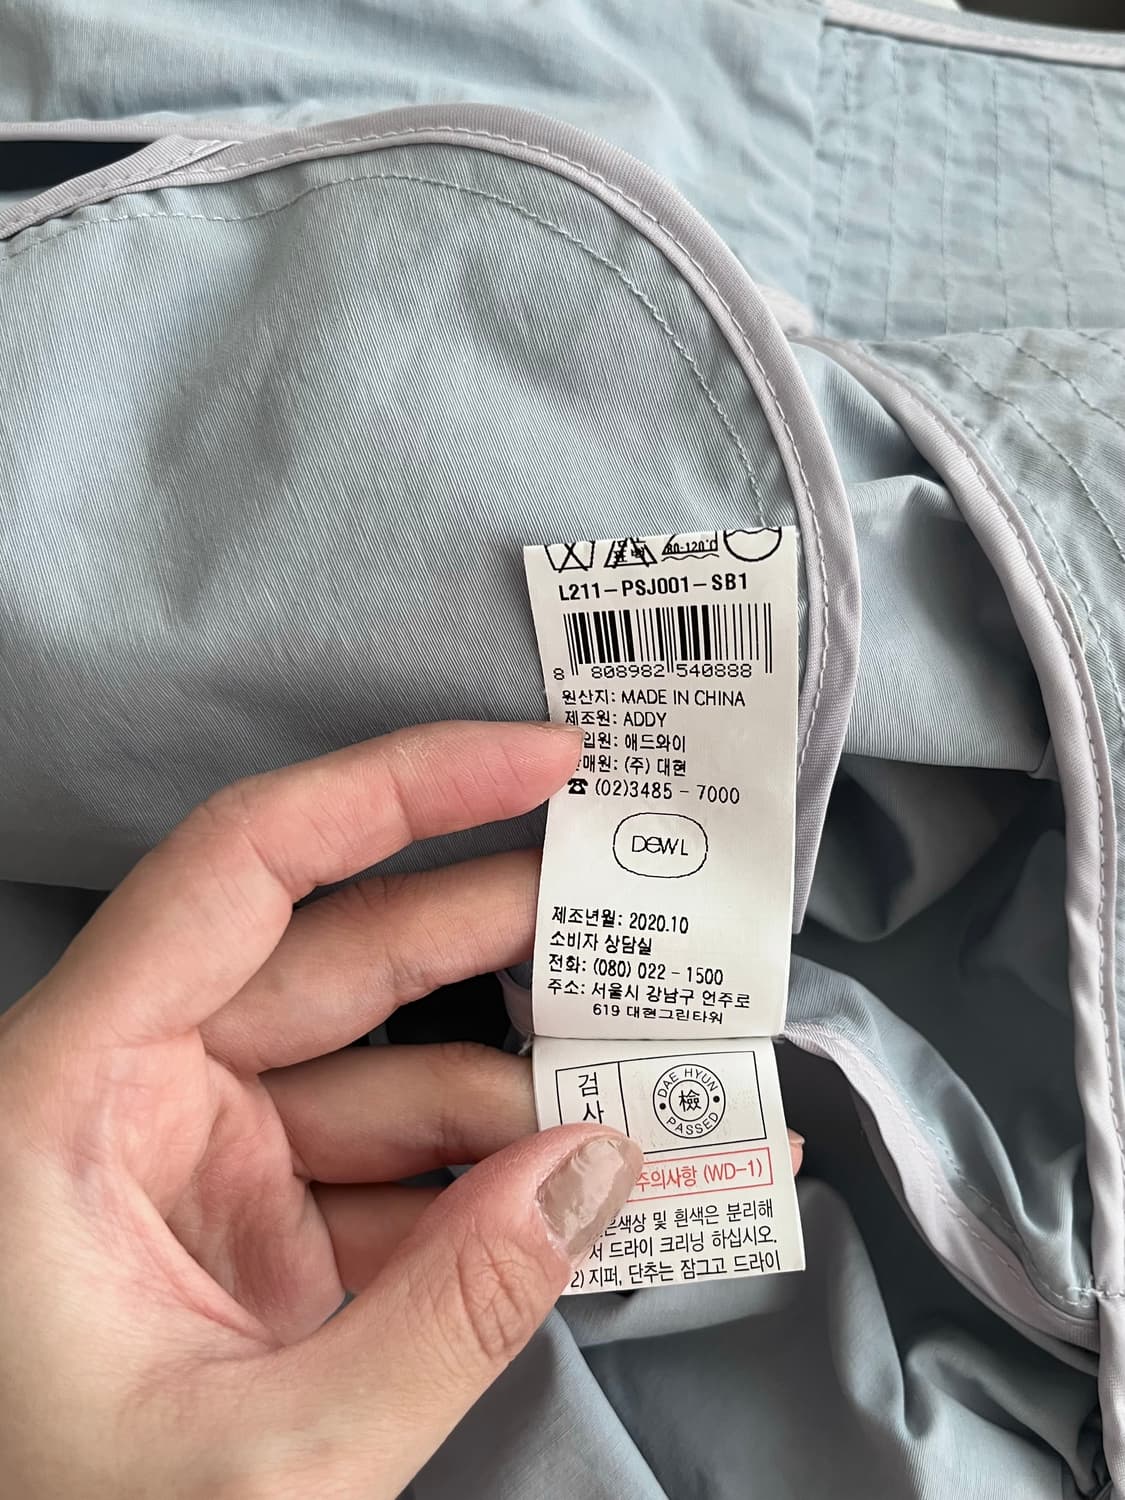 80-120℃
L211-PSJ001-SB1
8 808982 540888
원산지: MADE IN CHINA
제조원: ADDY
입원: 애드와이
매원: (주) 대현
☎ (02)3485 - 7000
DEWL
제조년월: 2020.10
소비자 상담실
전화: (080) 022 - 1500
주소: 서울시 강남구 언주로
619 대현그린타워
검사
DAE HYUN
檢
PASSED
주의사항 (WD-1)
은색상 및 흰색은 분리해
서 드라이 크리닝 하십시오.
2) 지퍼, 단추는 잠그고 드라이